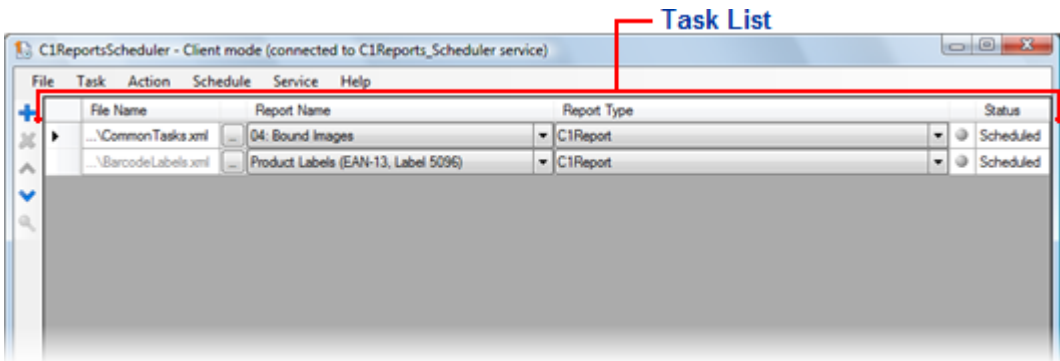 Task List
C1ReportsScheduler - Client mode (connected to C1Reports_Scheduler service)
File Task Action Schedule Service Help
File Name Report Name Report Type Status
...\CommonTasks.xml ... 04: Bound Images C1Report Scheduled
...\BarcodeLabels.xml ... Product Labels (EAN-13, Label 5096) C1Report Scheduled